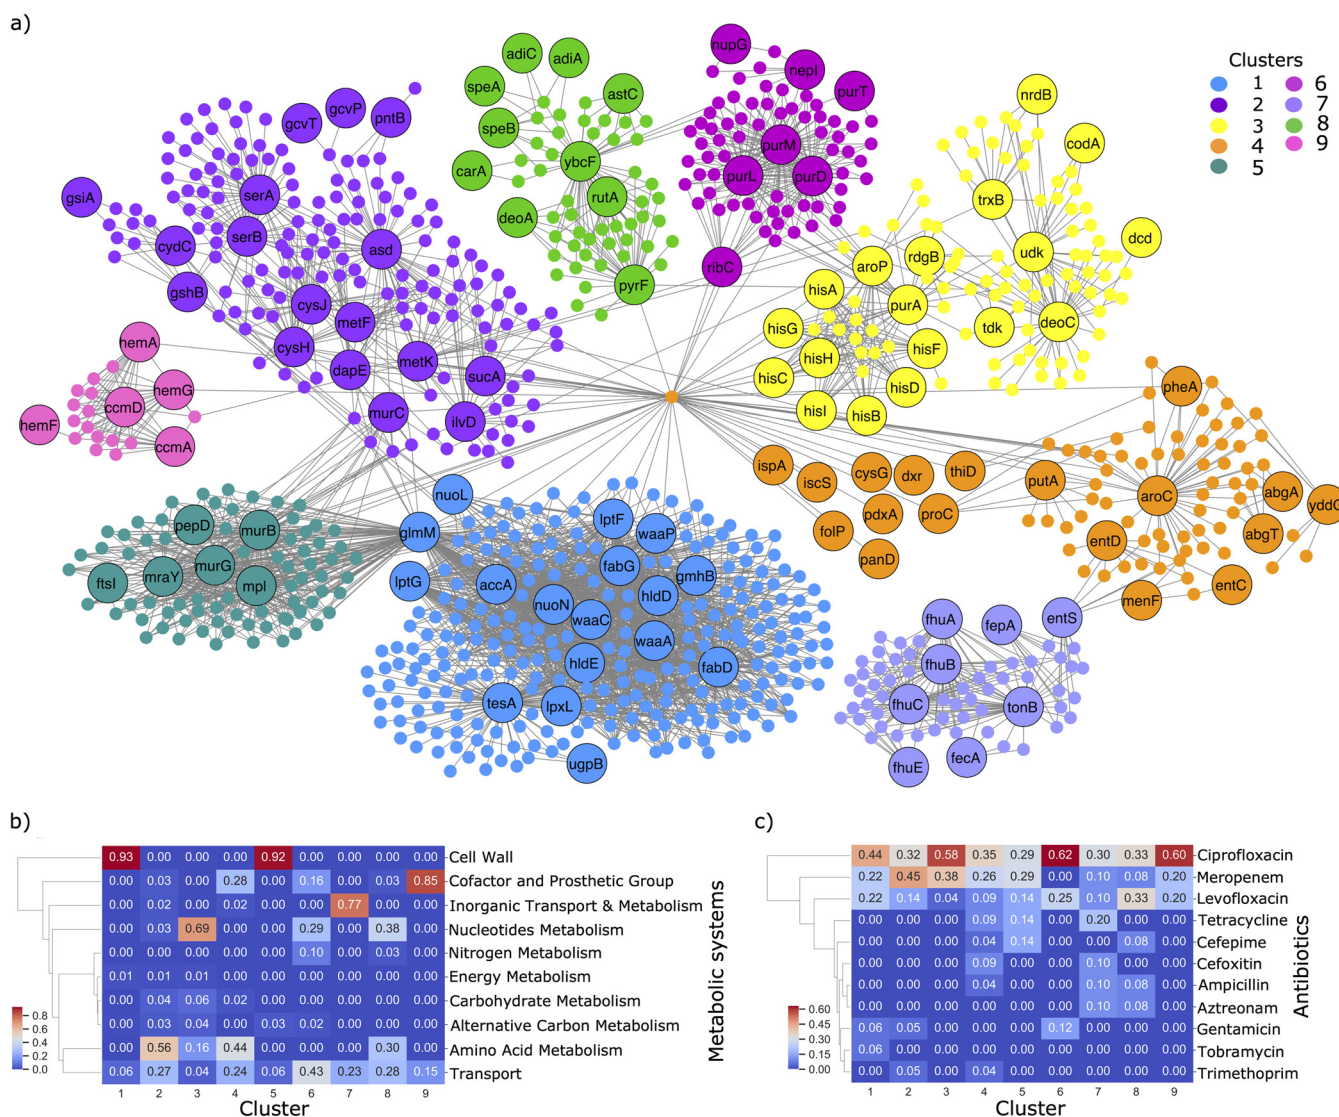 a)
Clusters
1 6
2 7
3 8
4 9
5
nupG
nepI
purT
purM
purL
purD
ribC
adiC
adiA
speA
astC
speB
ybcF
carA
rutA
deoA
pyrF
gcvT
gcvP
pntB
gsiA
serA
serB
asd
cydC
gshB
cysJ
metF
cysH
dapE
metK
sucA
murC
ilvD
nrdB
codA
trxB
dcd
udk
aroP
rdgB
hisA
purA
tdk
deoC
hisG
hisH
hisF
hisC
hisD
hisI
hisB
hemA
hemG
ccmD
hemF
ccmA
pheA
ispA
iscS
cysG
dxr
thiD
putA
aroC
abgA
yddG
pdxA
proC
folP
panD
entD
abgT
menF
entC
nuoL
glmM
lptF
waaP
lptG
accA
fabG
gmhB
nuoN
hldD
waaC
waaA
hldE
fabD
tesA
lpxL
ugpB
pepD
murB
ftsI
mraY
murG
mpl
fhuA
fepA
entS
fhuB
fhuC
tonB
fhuE
fecA
b)
0.93 0.00 0.00 0.00 0.92 0.00 0.00 0.00 0.00 Cell Wall
0.00 0.03 0.00 0.28 0.00 0.16 0.00 0.03 0.85 Cofactor and Prosthetic Group
0.00 0.02 0.00 0.02 0.00 0.00 0.77 0.00 0.00 Inorganic Transport & Metabolism
0.00 0.03 0.69 0.00 0.00 0.29 0.00 0.38 0.00 Nucleotides Metabolism
0.00 0.00 0.00 0.00 0.00 0.10 0.00 0.03 0.00 Nitrogen Metabolism
0.01 0.01 0.01 0.00 0.00 0.00 0.00 0.00 0.00 Energy Metabolism
0.00 0.04 0.06 0.02 0.00 0.00 0.00 0.00 0.00 Carbohydrate Metabolism
0.00 0.03 0.04 0.00 0.03 0.02 0.00 0.00 0.00 Alternative Carbon Metabolism
0.00 0.56 0.16 0.44 0.00 0.00 0.00 0.30 0.00 Amino Acid Metabolism
0.06 0.27 0.04 0.24 0.06 0.43 0.23 0.28 0.15 Transport
1 2 3 4 5 6 7 8 9
Cluster
Metabolic systems
0.8
0.6
0.4
0.2
0.0
c)
0.44 0.32 0.58 0.35 0.29 0.62 0.30 0.33 0.60 Ciprofloxacin
0.22 0.45 0.38 0.26 0.29 0.00 0.10 0.08 0.20 Meropenem
0.22 0.14 0.04 0.09 0.14 0.25 0.10 0.33 0.20 Levofloxacin
0.00 0.00 0.00 0.09 0.14 0.00 0.20 0.00 0.00 Tetracycline
0.00 0.00 0.00 0.04 0.14 0.00 0.00 0.08 0.00 Cefepime
0.00 0.00 0.00 0.09 0.00 0.00 0.10 0.00 0.00 Cefoxitin
0.00 0.00 0.00 0.04 0.00 0.00 0.10 0.08 0.00 Ampicillin
0.00 0.00 0.00 0.00 0.00 0.00 0.10 0.08 0.00 Aztreonam
0.06 0.05 0.00 0.00 0.00 0.12 0.00 0.00 0.00 Gentamicin
0.06 0.00 0.00 0.00 0.00 0.00 0.00 0.00 0.00 Tobramycin
0.00 0.05 0.00 0.04 0.00 0.00 0.00 0.00 0.00 Trimethoprim
1 2 3 4 5 6 7 8 9
Cluster
Antibiotics
0.60
0.45
0.30
0.15
0.00